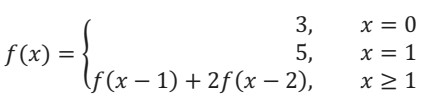 3, x = 0
f(x) = { 5, x = 1
f(x − 1) + 2f(x − 2), x ≥ 1